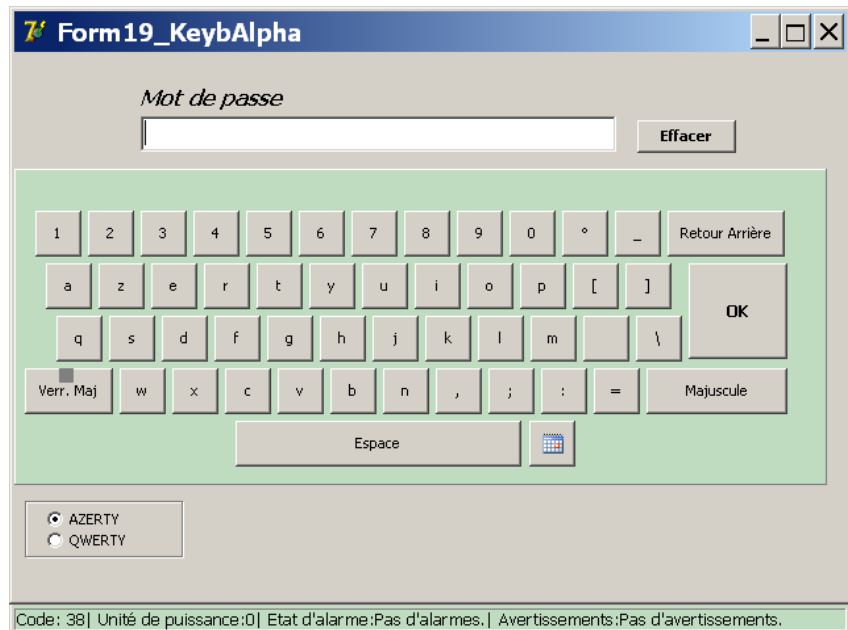 Form19_KeybAlpha
Mot de passe
Effacer
1 2 3 4 5 6 7 8 9 0 ° _ Retour Arrière
a z e r t y u i o p [ ]
OK
q s d f g h j k l m \
Verr. Maj w x c v b n , ; : = Majuscule
Espace
AZERTY
QWERTY
Code: 38| Unité de puissance:0| Etat d'alarme:Pas d'alarmes.| Avertissements:Pas d'avertissements.